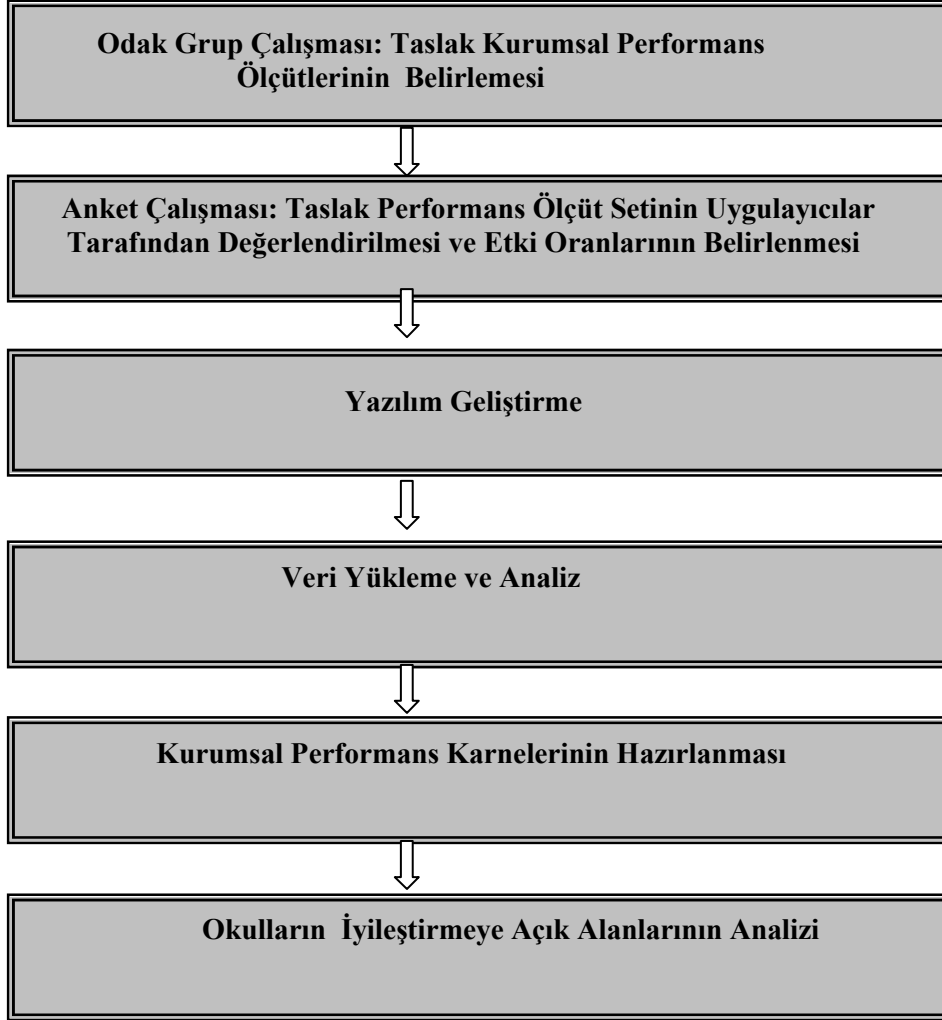 Odak Grup Çalışması: Taslak Kurumsal Performans
Ölçütlerinin Belirlemesi
Anket Çalışması: Taslak Performans Ölçüt Setinin Uygulayıcılar
Tarafından Değerlendirilmesi ve Etki Oranlarının Belirlenmesi
Yazılım Geliştirme
Veri Yükleme ve Analiz
Kurumsal Performans Karnelerinin Hazırlanması
Okulların İyileştirmeye Açık Alanlarının Analizi